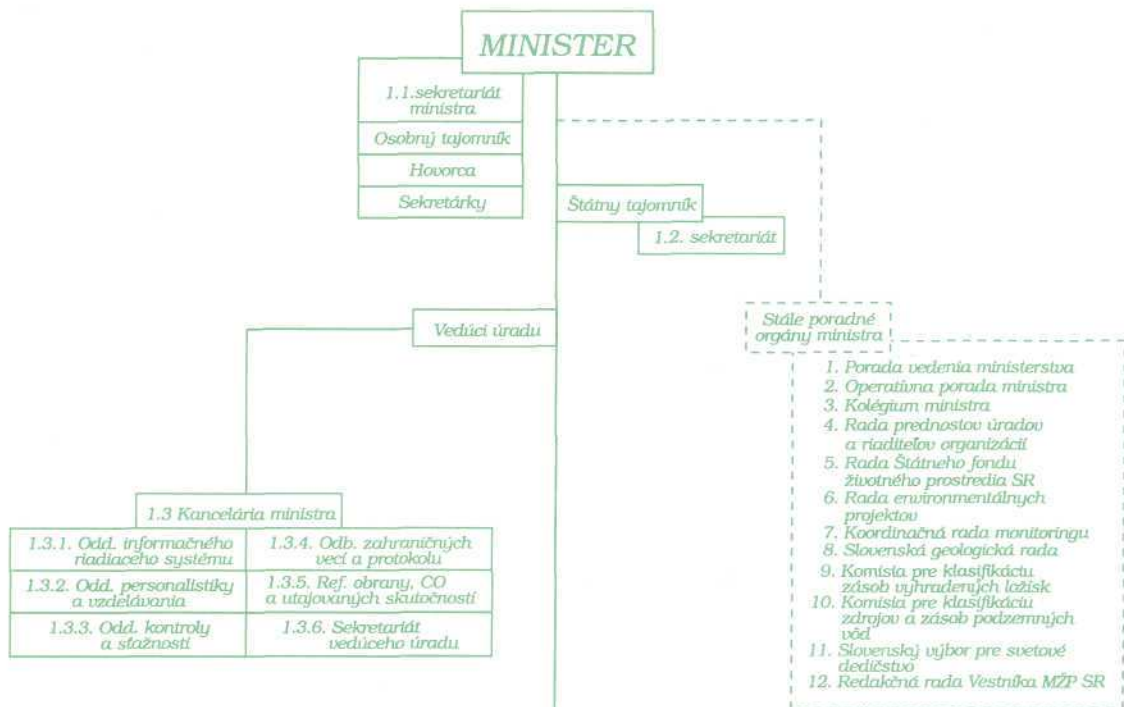 MINISTER
1.1.sekretariát
ministra
Osobný tajomník
Hovorca
Sekretárky
Štátny tajomník
1.2. sekretariát
Vedúci úradu
Stále poradné
orgány ministra
1. Porada vedenia ministerstva
2. Operatívna porada ministra
3. Kolégium ministra
4. Rada prednostov úradov
a riaditeľov organizácií
5. Rada Štátneho fondu
životného prostredia SR
6. Rada environmentálnych
projektov
7. Koordinačná rada monitoringu
8. Slovenská geologická rada
9. Komisia pre klasifikáciu
zásob vyhradených ložísk
10. Komisia pre klasifikáciu
zdrojov a zásob podzemných
vôd
11. Slovenský výbor pre svetové
dedičstvo
12. Redakčná rada Vestníka MŽP SR
1.3 Kancelária ministra
1.3.1. Odd. informačného
riadiaceho systému
1.3.2. Odd. personalistiky
a vzdelávania
1.3.3. Odd. kontroly
a sťažností
1.3.4. Odb. zahraničných
vecí a protokolu
1.3.5. Ref. obrany, CO
a utajovaných skutočností
1.3.6. Sekretariát
vedúceho úradu